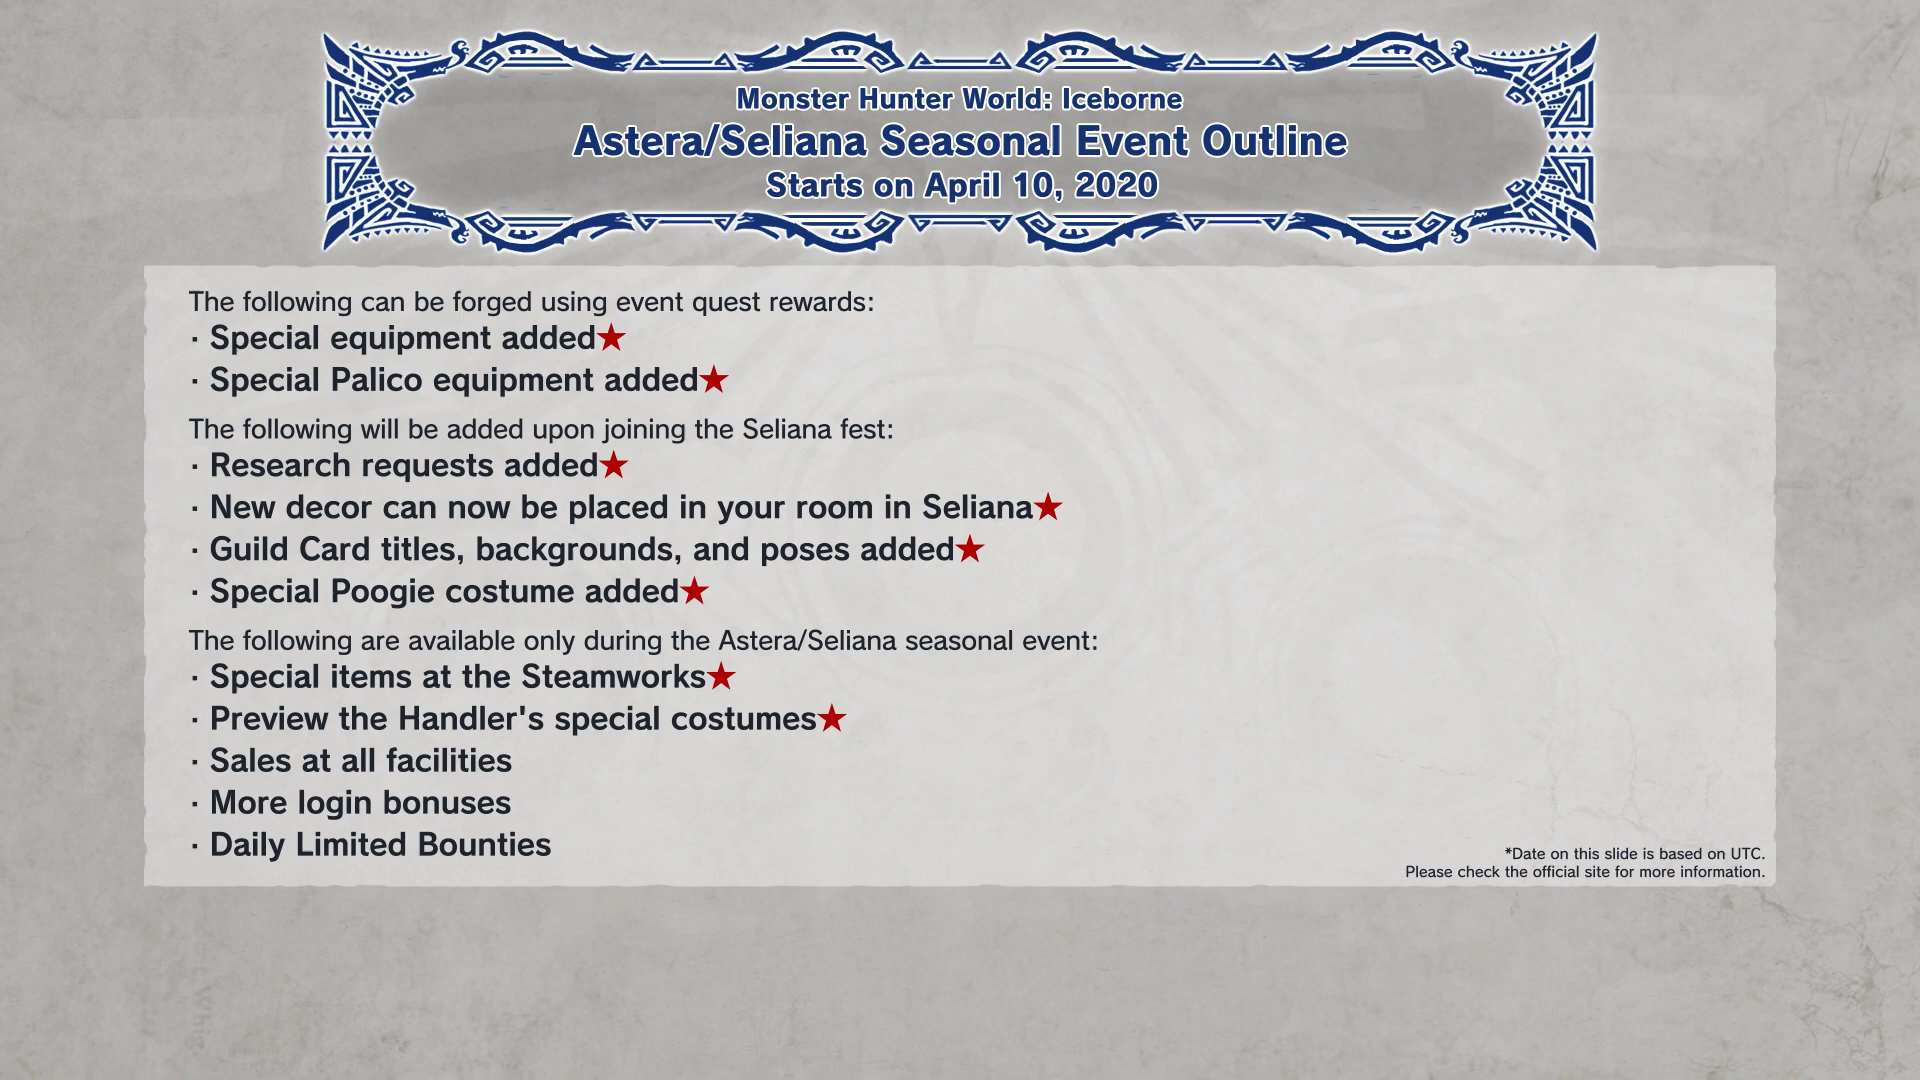 Monster Hunter World: Iceborne
Astera/Seliana Seasonal Event Outline
Starts on April 10, 2020
The following can be forged using event quest rewards:
· Special equipment added★
· Special Palico equipment added★
The following will be added upon joining the Seliana fest:
· Research requests added★
· New decor can now be placed in your room in Seliana★
· Guild Card titles, backgrounds, and poses added★
· Special Poogie costume added★
The following are available only during the Astera/Seliana seasonal event:
· Special items at the Steamworks★
· Preview the Handler's special costumes★
· Sales at all facilities
· More login bonuses
· Daily Limited Bounties
*Date on this slide is based on UTC.
Please check the official site for more information.